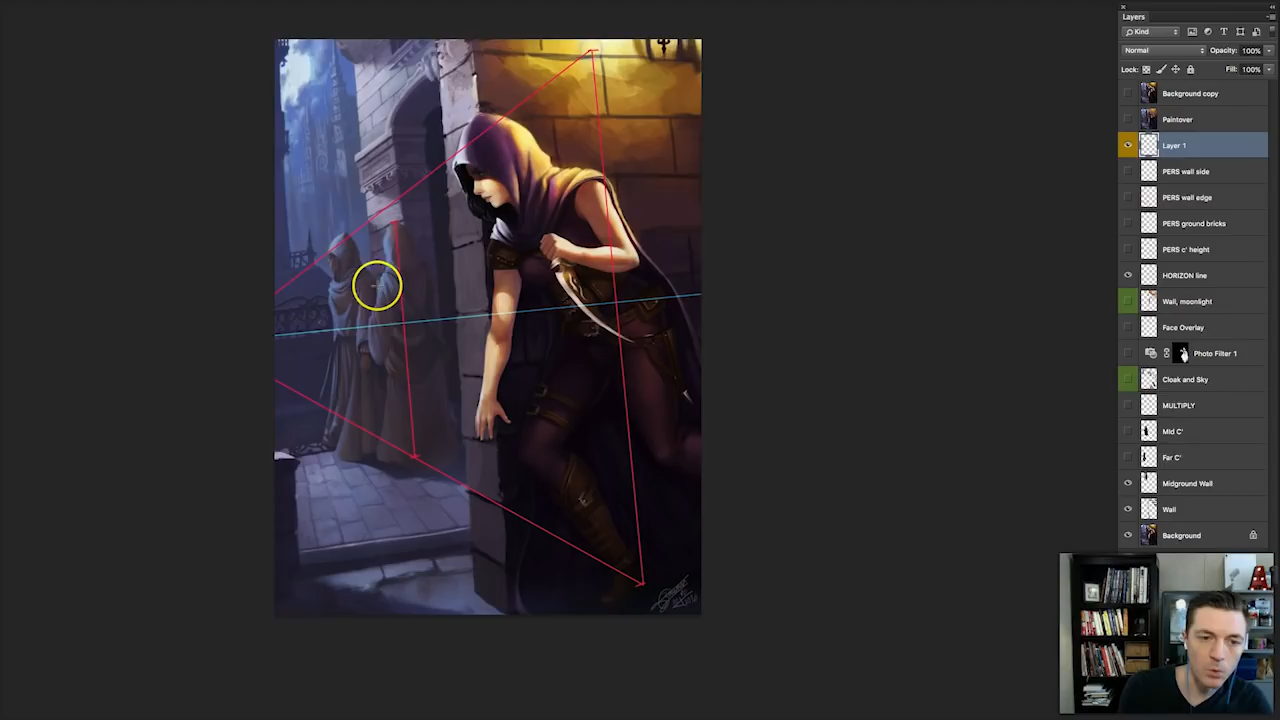 Layers
Kind
Normal
Opacity: 100%
Lock:
Fill: 100%
Background copy
Paintover
Layer 1
PERS wall side
PERS wall edge
PERS ground bricks
PERS c' height
HORIZON line
Wall, moonlight
Face Overlay
Photo Filter 1
Cloak and Sky
MULTIPLY
Mid C'
Far C'
Midground Wall
Wall
Background